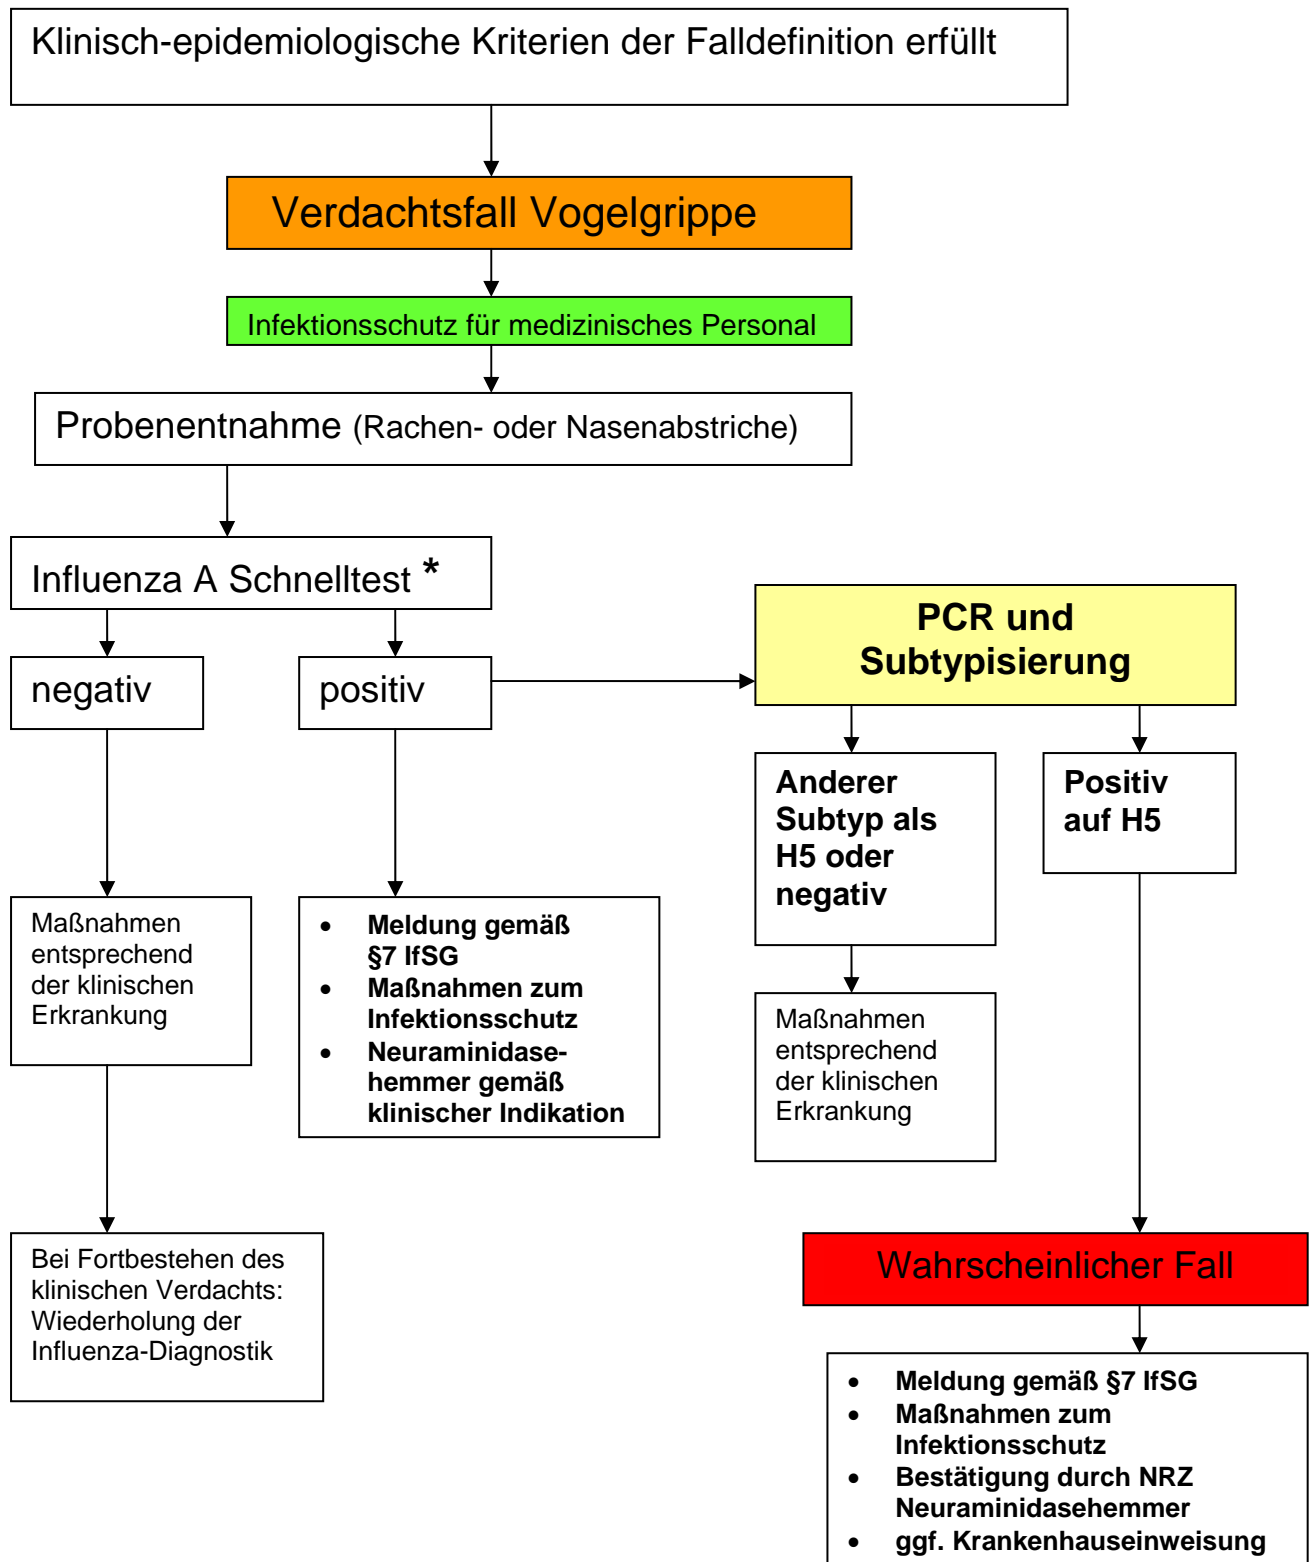 Klinisch-epidemiologische Kriterien der Falldefinition erfüllt
Verdachtsfall Vogelgrippe
Infektionsschutz für medizinisches Personal
Probenentnahme (Rachen- oder Nasenabstriche)
Influenza A Schnelltest *
negativ
positiv
PCR und
Subtypisierung
Anderer
Subtyp als
H5 oder
negativ
Positiv
auf H5
Maßnahmen
entsprechend
der klinischen
Erkrankung
• Meldung gemäß
§7 IfSG
• Maßnahmen zum
Infektionsschutz
• Neuraminidase-
hemmer gemäß
klinischer Indikation
Maßnahmen
entsprechend
der klinischen
Erkrankung
Bei Fortbestehen des
klinischen Verdachts:
Wiederholung der
Influenza-Diagnostik
Wahrscheinlicher Fall
• Meldung gemäß §7 IfSG
• Maßnahmen zum
Infektionsschutz
• Bestätigung durch NRZ
Neuraminidasehemmer
• ggf. Krankenhauseinweisung